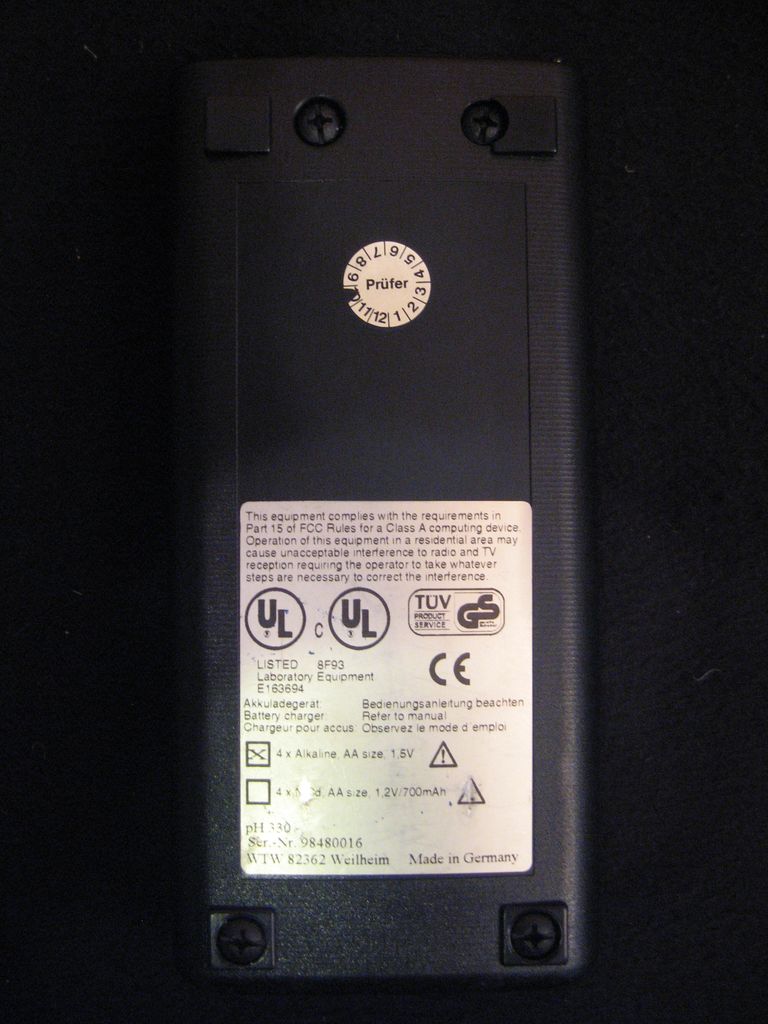 Prüfer
1 2 3 4 5 6 7 8 9 11 12
This equipment complies with the requirements in
Part 15 of FCC Rules for a Class A computing device.
Operation of this equipment in a residential area may
cause unacceptable interference to radio and TV
reception requiring the operator to take whatever
steps are necessary to correct the interference.
UL C UL TÜV PRODUCT SERVICE GS
LISTED 8F93
Laboratory Equipment
E163694
CE
Akkuladegerät: Bedienungsanleitung beachten
Battery charger: Refer to manual
Chargeur pour accus: Observez le mode d'emploi
4 x Alkaline, AA size, 1,5V
4 x AA size, 1,2V/700mAh
pH 330
Ser.-Nr. 98480016
WTW 82362 Weilheim Made in Germany